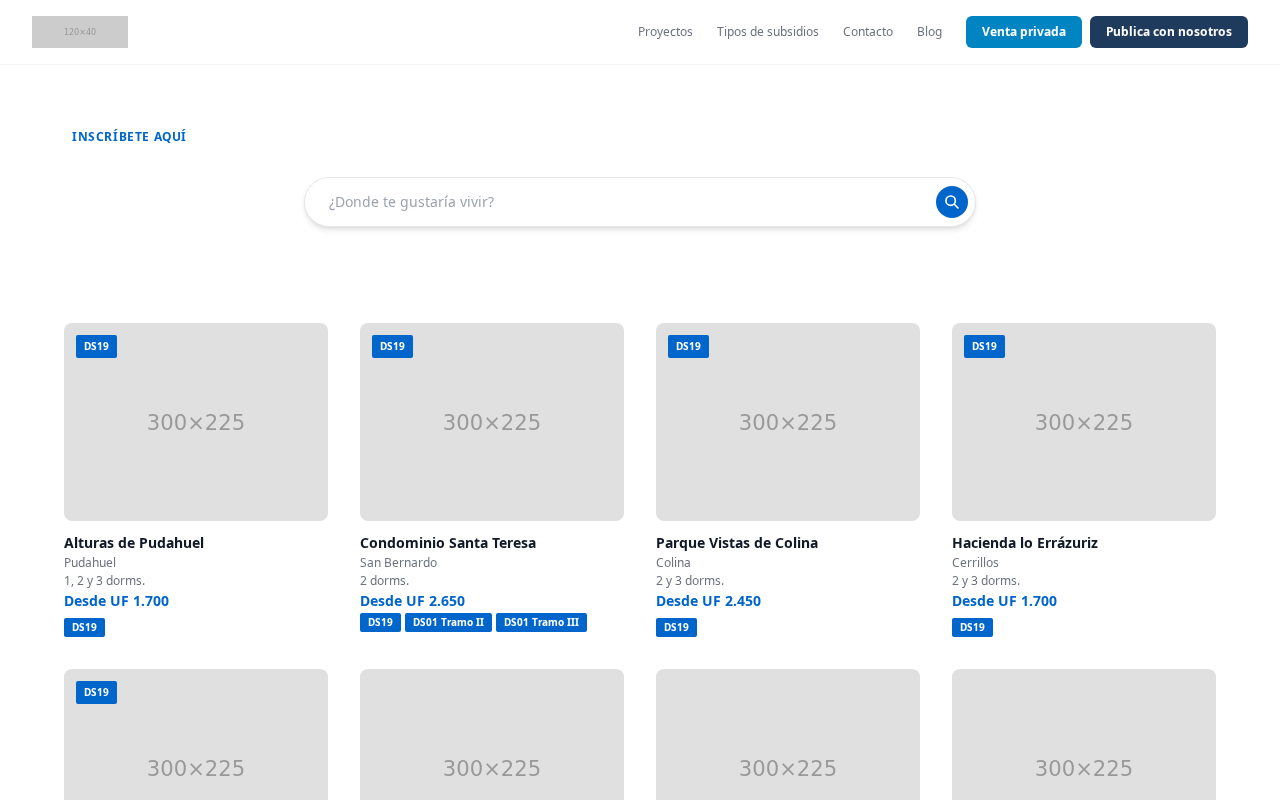 120×40
Proyectos
Tipos de subsidios
Contacto
Blog
Venta privada
Publica con nosotros
INSCRÍBETE AQUÍ
¿Donde te gustaría vivir?
DS19
300×225
DS19
300×225
DS19
300×225
DS19
300×225
Alturas de Pudahuel
Pudahuel
1, 2 y 3 dorms.
Desde UF 1.700
DS19
Condominio Santa Teresa
San Bernardo
2 dorms.
Desde UF 2.650
DS19 DS01 Tramo II DS01 Tramo III
Parque Vistas de Colina
Colina
2 y 3 dorms.
Desde UF 2.450
DS19
Hacienda lo Errázuriz
Cerrillos
2 y 3 dorms.
Desde UF 1.700
DS19
DS19
300×225
300×225
300×225
300×225